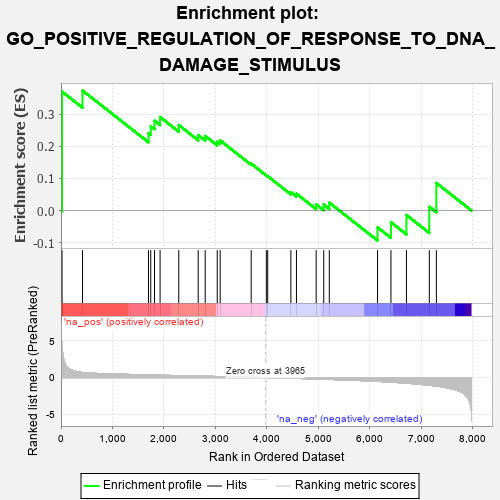 Enrichment plot:
GO_POSITIVE_REGULATION_OF_RESPONSE_TO_DNA_
DAMAGE_STIMULUS
Enrichment score (ES)
0.3
0.2
0.1
0.0
-0.1
'na_pos' (positively correlated)
Ranked list metric (PreRanked)
5
0
-5
Zero cross at 3965
'na_neg' (negatively correlated)
0 1,000 2,000 3,000 4,000 5,000 6,000 7,000 8,000
Rank in Ordered Dataset
Enrichment profile Hits Ranking metric scores